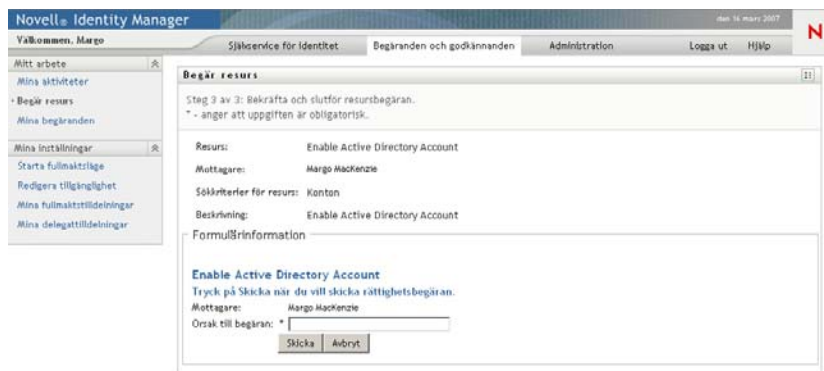 Novell® Identity Manager
den 16 mars 2007
N
Välkommen, Margo
Självservice för identitet
Begäranden och godkännanden
Administration
Logga ut
Hjälp
Mitt arbete
Mina aktiviteter
Begär resurs
Mina begäranden
Mina inställningar
Starta fullmaktsläge
Redigera tillgänglighet
Mina fullmaktstilldelningar
Mina delegattilldelningar
Begär resurs
Steg 3 av 3: Bekräfta och slutför resursbegäran.
* - anger att uppgiften är obligatorisk.
Resurs: Enable Active Directory Account
Mottagare: Margo MacKenzie
Sökkriterier för resurs: Konton
Beskrivning: Enable Active Directory Account
Formulärinformation
Enable Active Directory Account
Tryck på Skicka när du vill skicka rättighetsbegäran.
Mottagare: Margo MacKenzie
Orsak till begäran: *
Skicka Avbryt